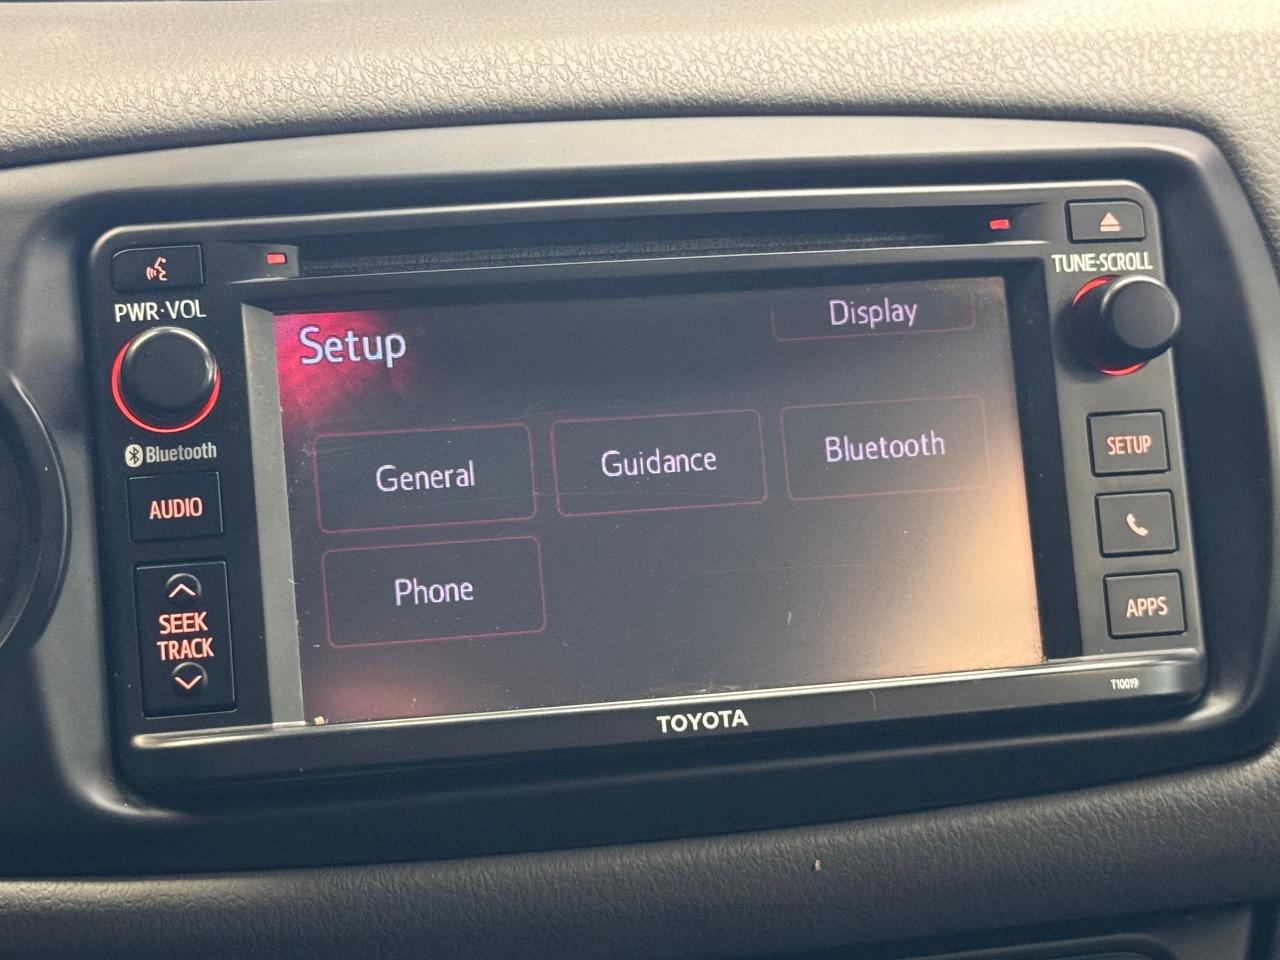 PWR·VOL
Bluetooth
AUDIO
SEEK
TRACK
Setup
Display
General
Guidance
Bluetooth
Phone
TUNE·SCROLL
SETUP
APPS
T10019
TOYOTA